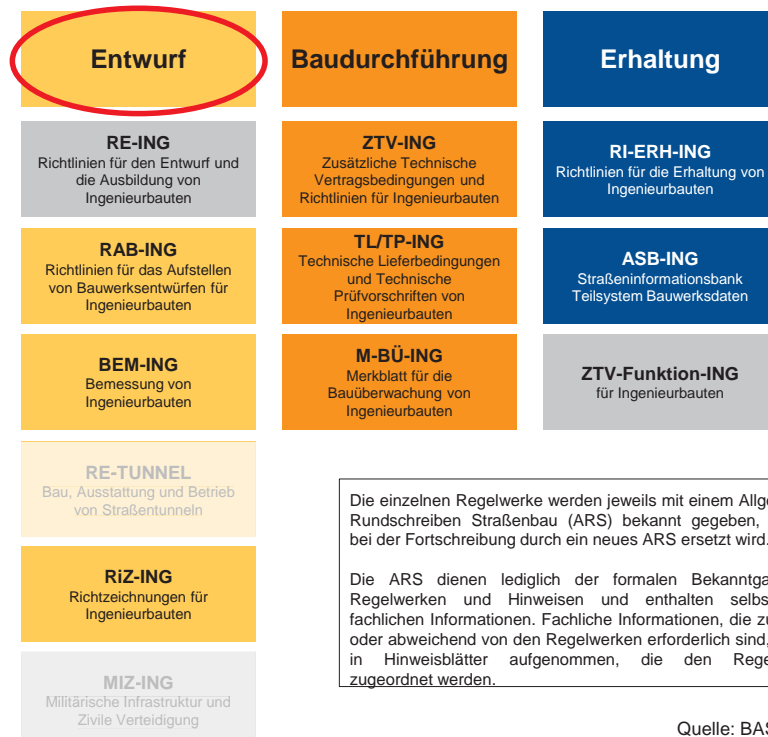 Entwurf
Baudurchführung
Erhaltung
RE-ING
Richtlinien für den Entwurf und
die Ausbildung von
Ingenieurbauten
ZTV-ING
Zusätzliche Technische
Vertragsbedingungen und
Richtlinien für Ingenieurbauten
RI-ERH-ING
Richtlinien für die Erhaltung von
Ingenieurbauten
RAB-ING
Richtlinien für das Aufstellen
von Bauwerksentwürfen für
Ingenieurbauten
TL/TP-ING
Technische Lieferbedingungen
und Technische
Prüfvorschriften von
Ingenieurbauten
ASB-ING
Straßeninformationsbank
Teilsystem Bauwerksdaten
BEM-ING
Bemessung von
Ingenieurbauten
M-BÜ-ING
Merkblatt für die
Bauüberwachung von
Ingenieurbauten
ZTV-Funktion-ING
für Ingenieurbauten
RE-TUNNEL
Bau, Ausstattung und Betrieb
von Straßentunneln
RiZ-ING
Richtzeichnungen für
Ingenieurbauten
MIZ-ING
Militärische Infrastruktur und
Zivile Verteidigung
Die einzelnen Regelwerke werden jeweils mit einem
Rundschreiben Straßenbau (ARS) bekannt gegeben,
bei der Fortschreibung durch ein neues ARS ersetzt wird.
Die ARS dienen lediglich der formalen
Regelwerken und Hinweisen und enthalten
fachlichen Informationen. Fachliche Informationen, die
oder abweichend von den Regelwerken erforderlich sind,
in Hinweisblätter aufgenommen, die den
zugeordnet werden.
Quelle: